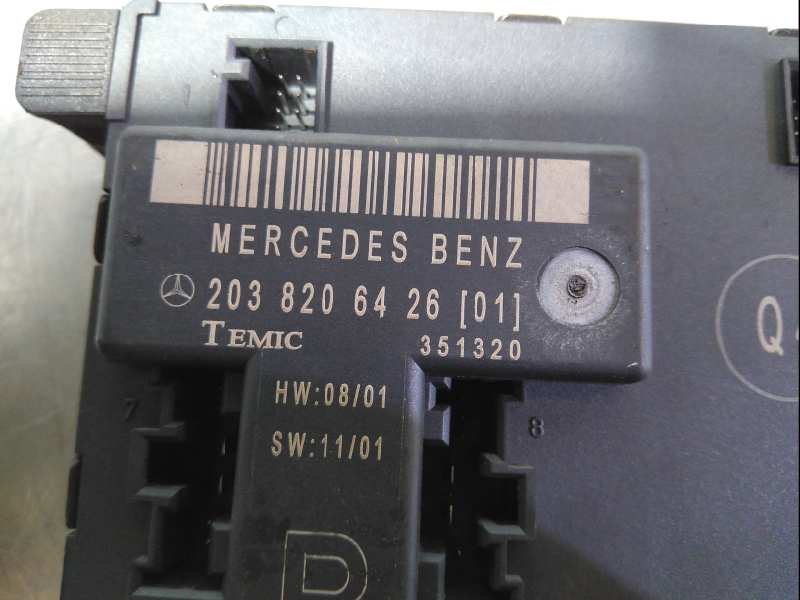 MERCEDES BENZ
203 820 64 26 [01]
TEMIC 351320
HW:08/01
SW:11/01
7
8
Q